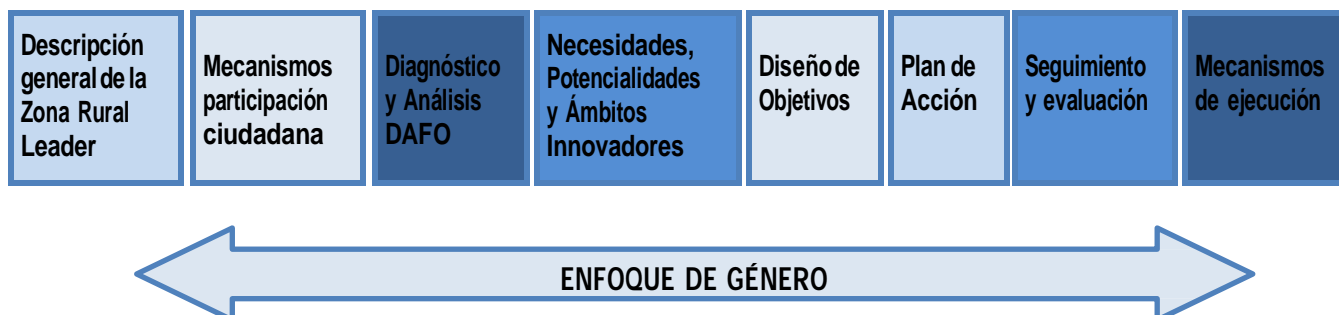 Descripción
general de la
Zona Rural
Leader
Mecanismos
participación
ciudadana
Diagnóstico
y Análisis
DAFO
Necesidades,
Potencialidades
y Ámbitos
Innovadores
Diseño de
Objetivos
Plan de
Acción
Seguimiento
y evaluación
Mecanismos
de ejecución
ENFOQUE DE GÉNERO